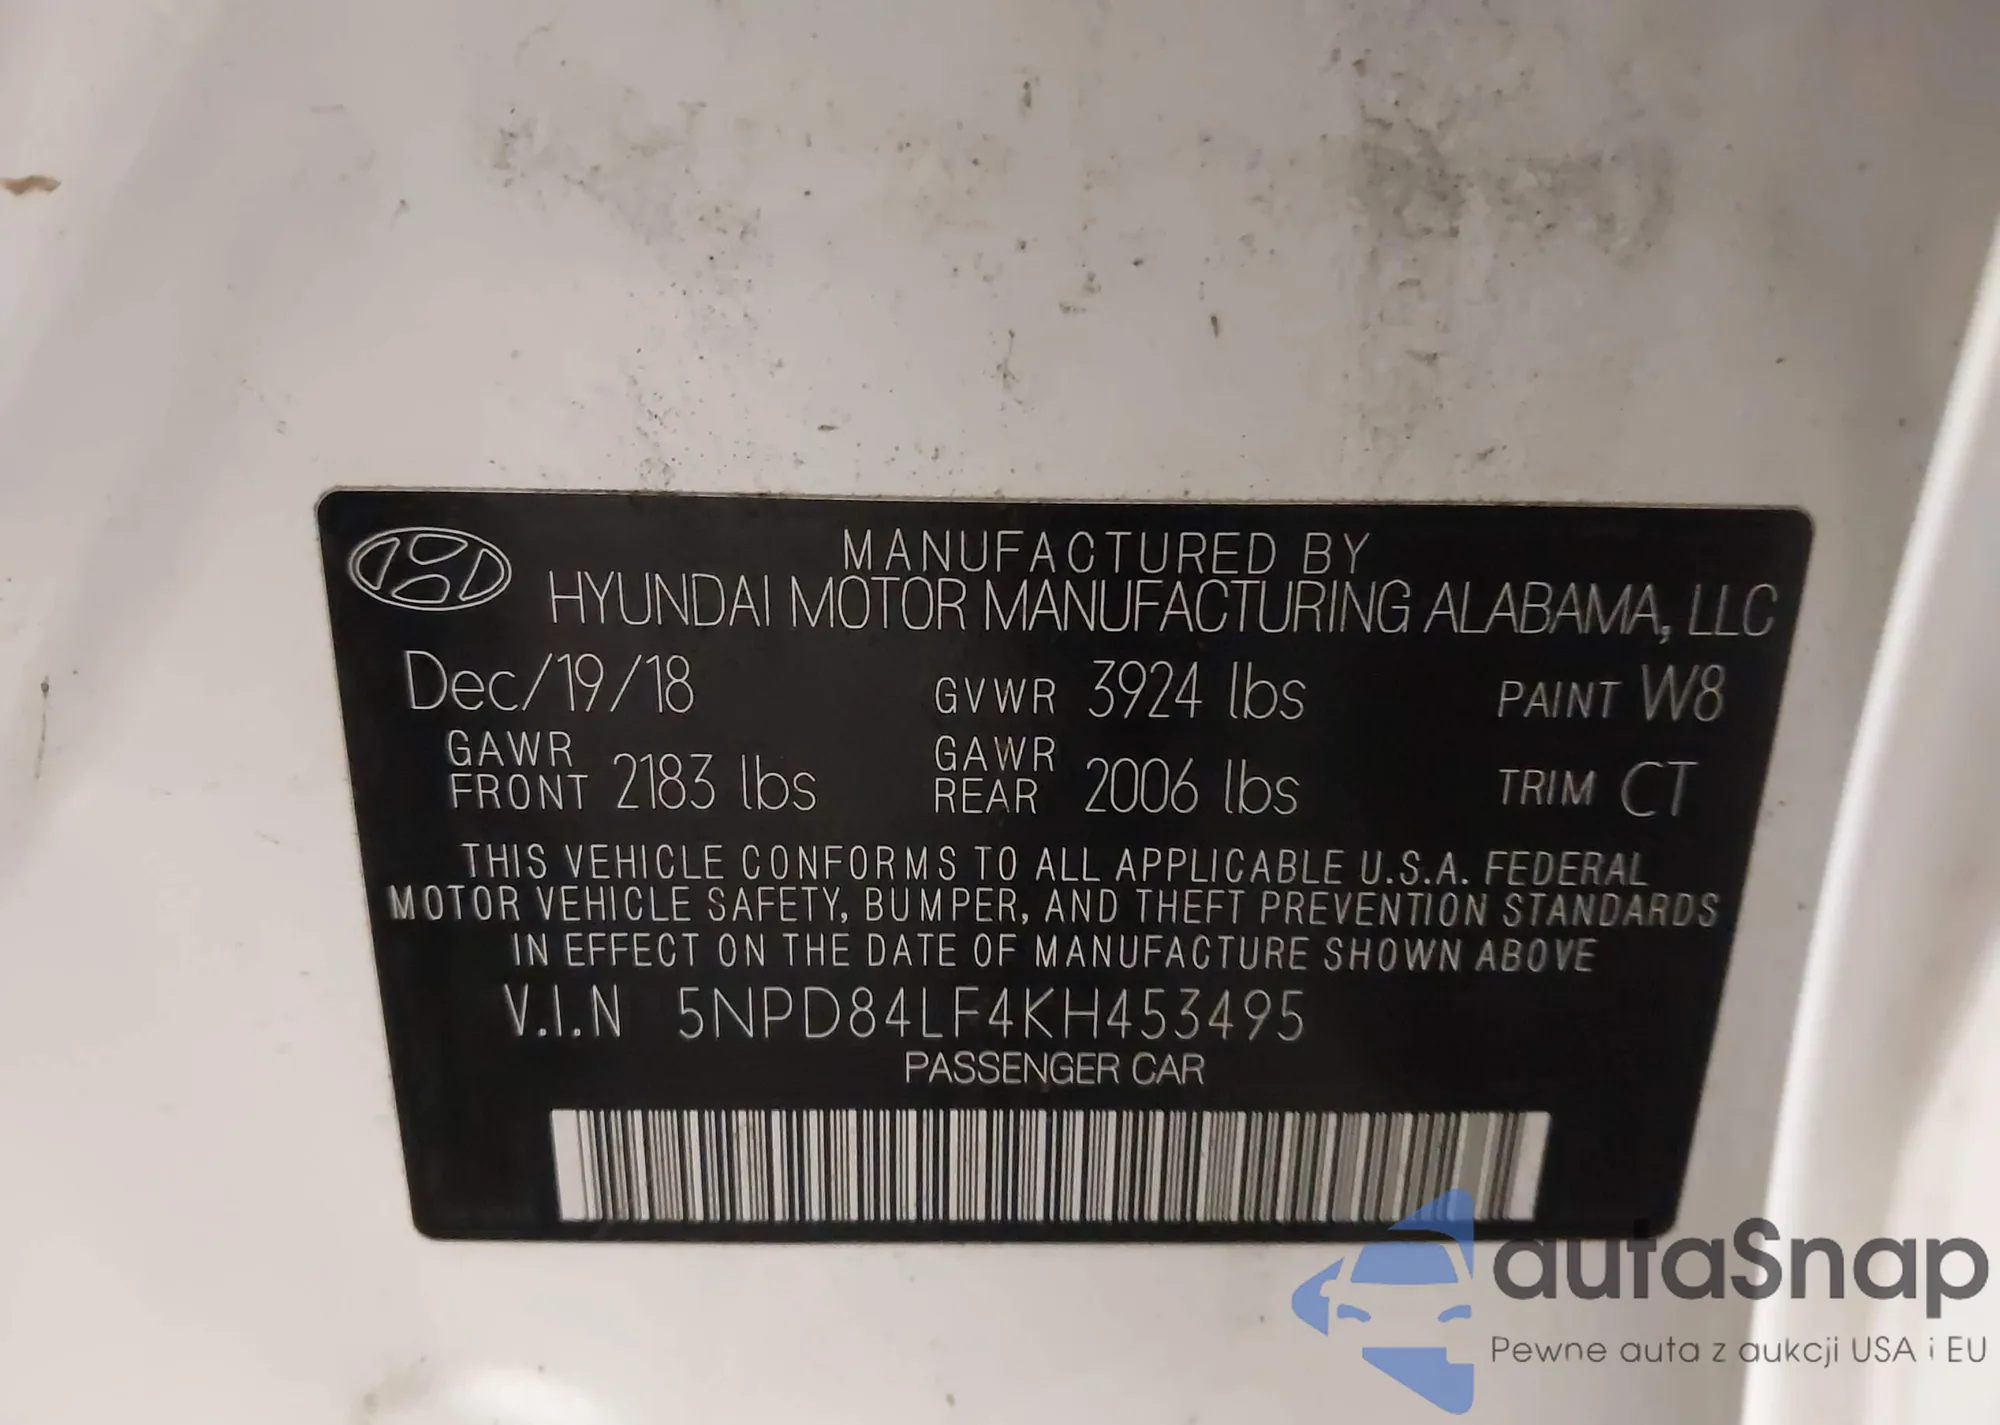 MANUFACTURED BY
HYUNDAI MOTOR MANUFACTURING ALABAMA, LLC
Dec/19/18 GVWR 3924 lbs PAINT W8
GAWR FRONT 2183 lbs GAWR REAR 2006 lbs TRIM CT
THIS VEHICLE CONFORMS TO ALL APPLICABLE U.S.A. FEDERAL
MOTOR VEHICLE SAFETY, BUMPER, AND THEFT PREVENTION STANDARDS
IN EFFECT ON THE DATE OF MANUFACTURE SHOWN ABOVE
V.I.N 5NPD84LF4KH453495
PASSENGER CAR
autaSnap
Pewne auta z aukcji USA i EU